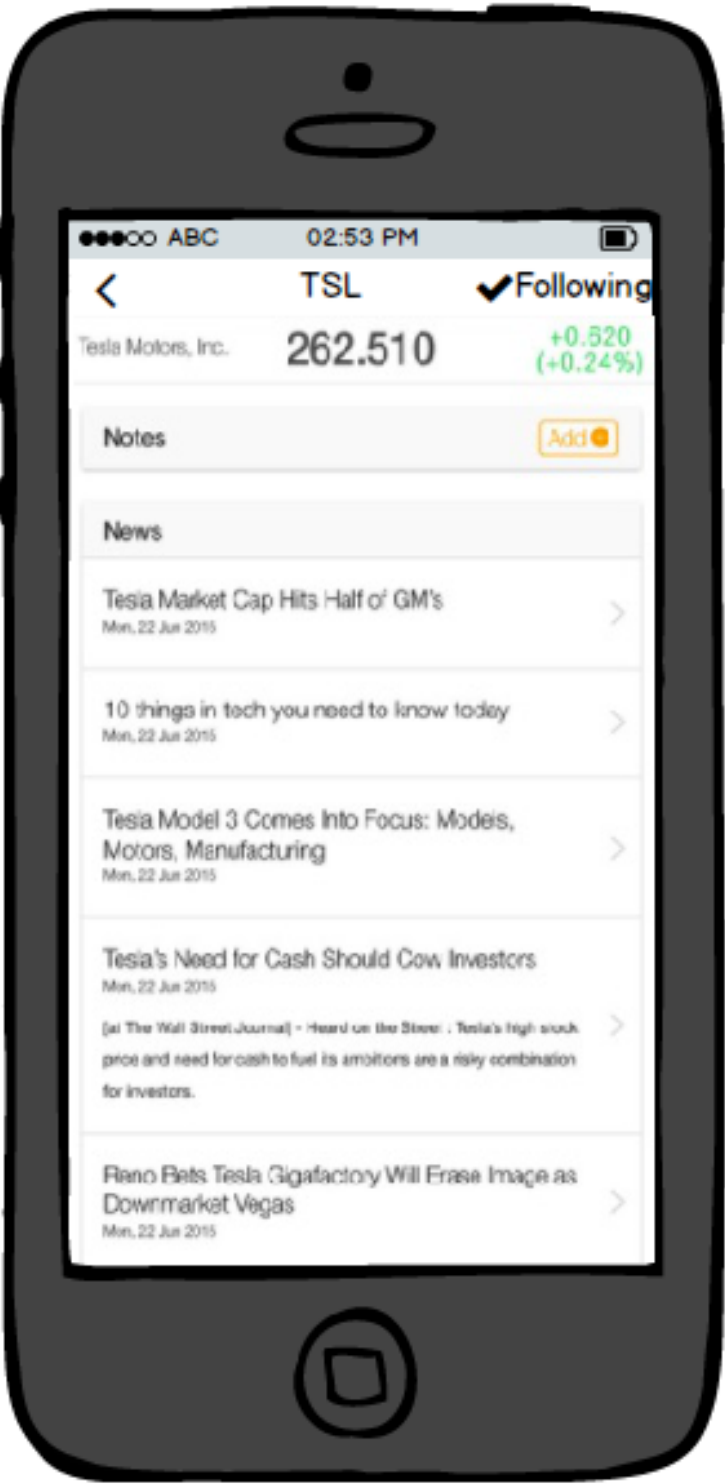 ABC 02:53 PM
TSL Following
Tesla Motors, Inc. 262.510 +0.620
(+0.24%)
Notes Add
News
Tesla Market Cap Hits Half of GM's
Mon, 22 Jun 2015
10 things in tech you need to know today
Mon, 22 Jun 2015
Tesla Model 3 Comes Into Focus: Models,
Motors, Manufacturing
Mon, 22 Jun 2015
Tesla's Need for Cash Should Cow Investors
Mon, 22 Jun 2015
[at The Wall Street Journal] - Heard on the Street : Tesla's high stock
price and need for cash to fuel its ambitions are a risky combination
for investors.
Reno Bets Tesla Gigafactory Will Erase Image as
Downmarket Vegas
Mon, 22 Jun 2015